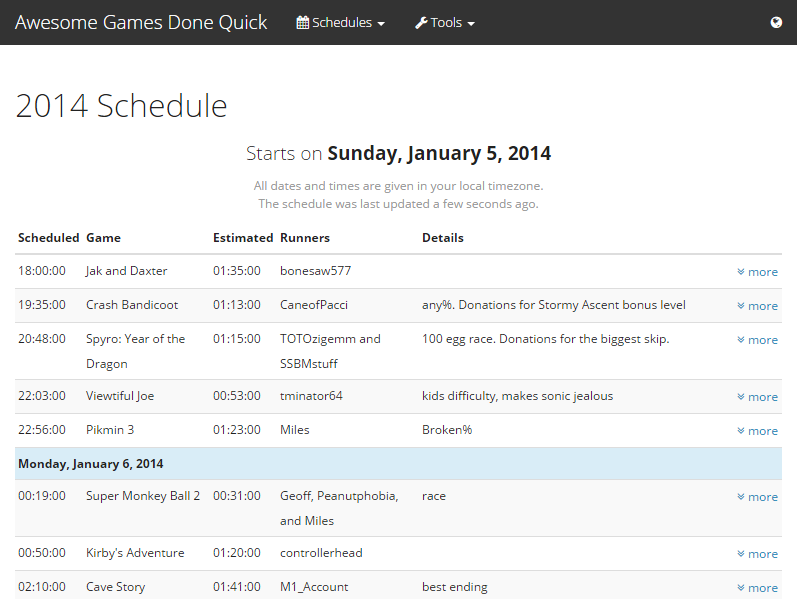 Awesome Games Done Quick Schedules Tools
2014 Schedule
Starts on Sunday, January 5, 2014
All dates and times are given in your local timezone.
The schedule was last updated a few seconds ago.
Scheduled Game Estimated Runners Details
18:00:00 Jak and Daxter 01:35:00 bonesaw577 more
19:35:00 Crash Bandicoot 01:13:00 CaneofPacci any%. Donations for Stormy Ascent bonus level more
20:48:00 Spyro: Year of the 01:15:00 TOTOzigemm and 100 egg race. Donations for the biggest skip. more
Dragon SSBMstuff
22:03:00 Viewtiful Joe 00:53:00 tminator64 kids difficulty, makes sonic jealous more
22:56:00 Pikmin 3 01:23:00 Miles Broken% more
Monday, January 6, 2014
00:19:00 Super Monkey Ball 2 00:31:00 Geoff, Peanutphobia, race more
and Miles
00:50:00 Kirby's Adventure 01:20:00 controllerhead more
02:10:00 Cave Story 01:41:00 M1_Account best ending more